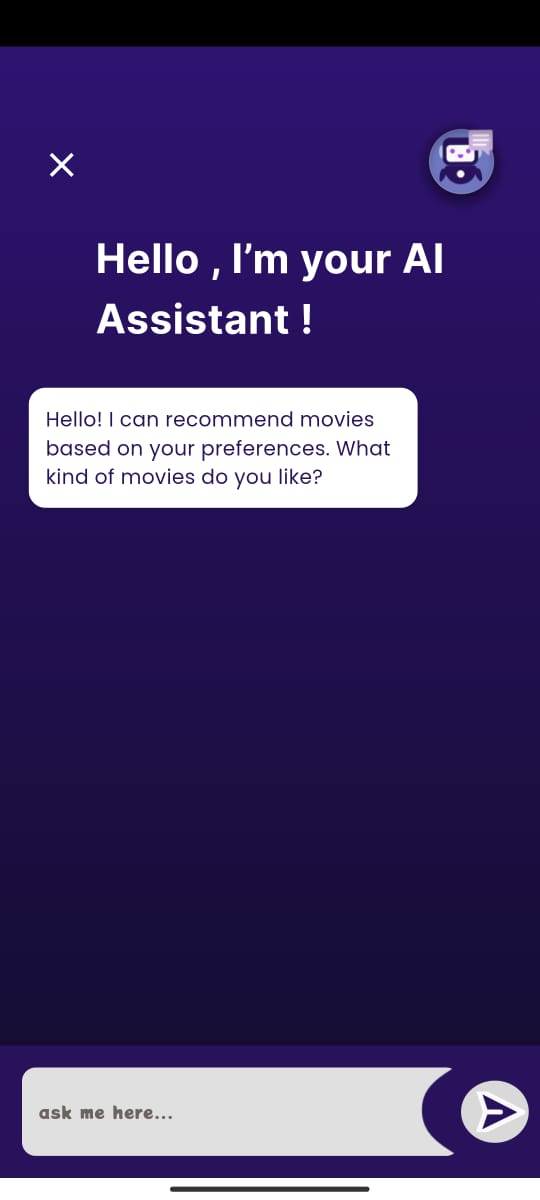 Hello , I’m your AI
Assistant !
Hello! I can recommend movies
based on your preferences. What
kind of movies do you like?
ask me here...